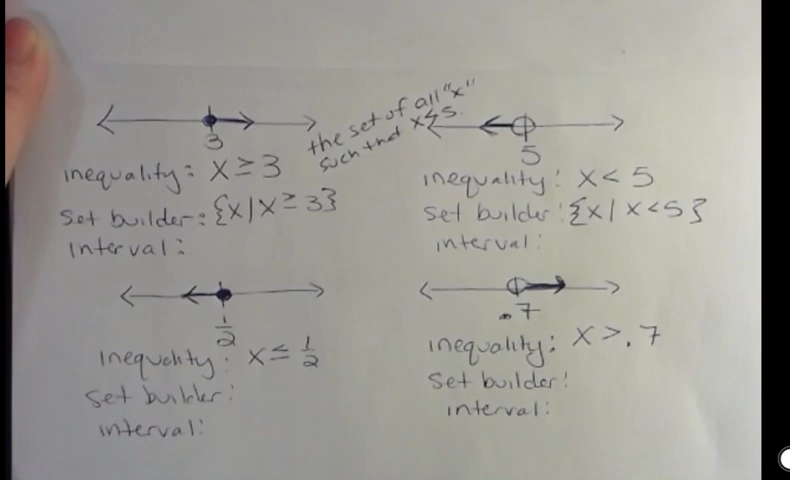 3
inequality: X ≥ 3
Set builder: {X | X ≥ 3}
interval:
the set of all "x"
such that x<5.
5
inequality: X < 5
Set builder: {X | X < 5}
interval:
1/2
inequality: X ≤ 1/2
Set builder:
interval:
.7
inequality: X > .7
Set builder:
interval: